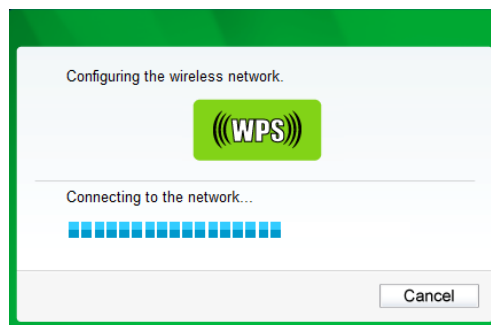 Configuring the wireless network.
(((WPS)))
Connecting to the network...
Cancel